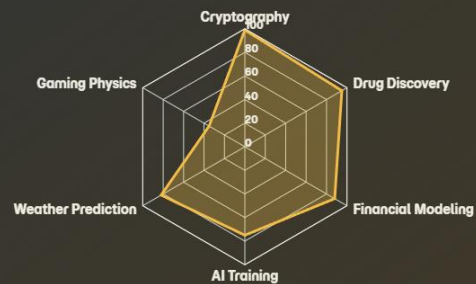 Cryptography
100
80
Gaming Physics
Drug Discovery
60
40
20
0
Weather Prediction
Financial Modeling
AI Training